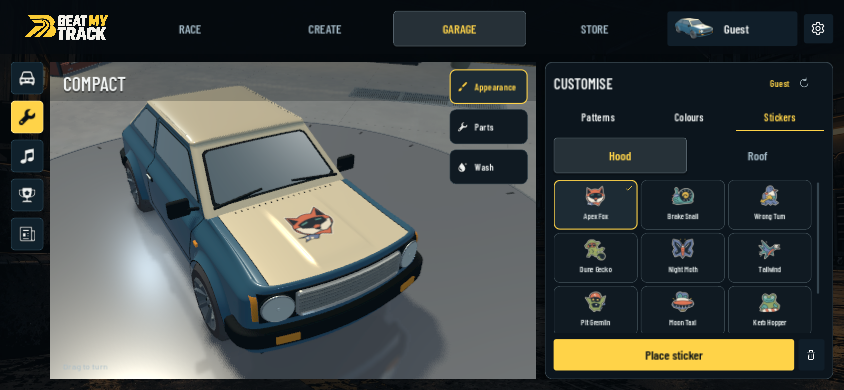 BEAT MY
TRACK
RACE
CREATE
GARAGE
STORE
Guest
COMPACT
Appearance
Parts
Wash
CUSTOMISE
Guest
Patterns
Colours
Stickers
Hood
Roof
Apex Fox
Brake Snail
Wrong Turn
Dune Gecko
Night Moth
Tailwind
Pit Gremlin
Moon Taxi
Kerb Hopper
Place sticker